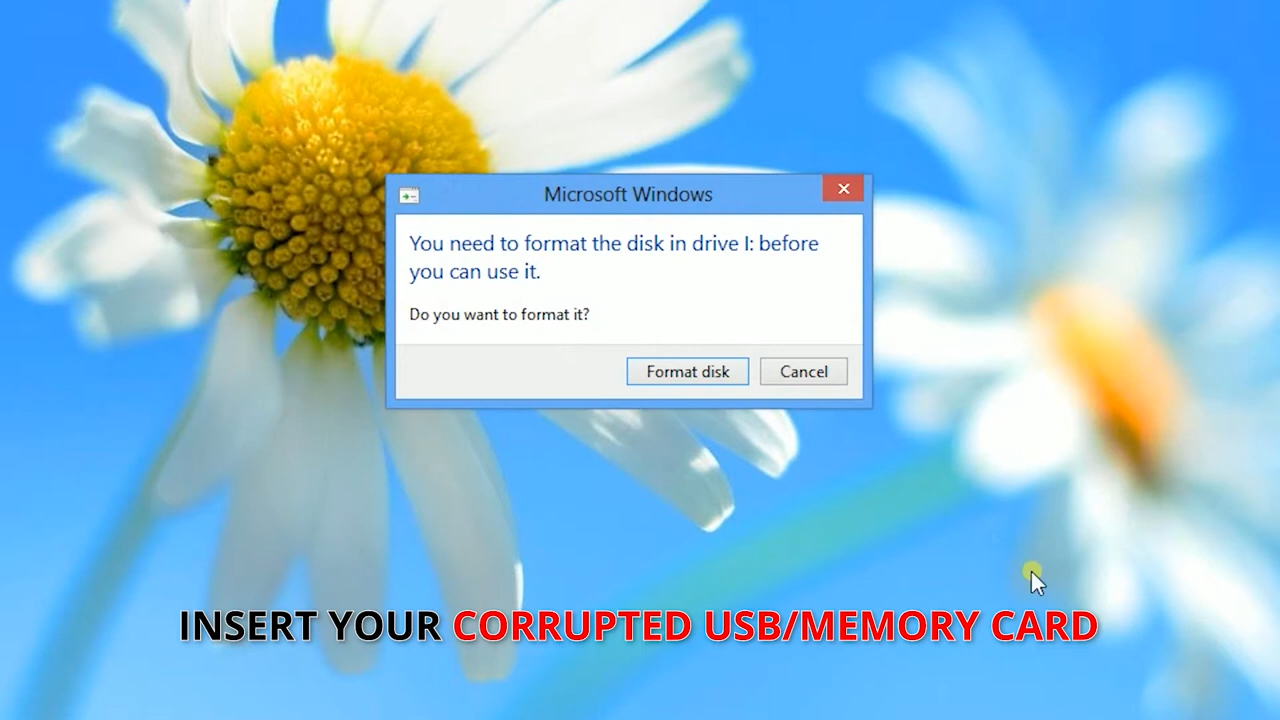 Microsoft Windows
You need to format the disk in drive I: before
you can use it.
Do you want to format it?
Format disk
Cancel
INSERT YOUR CORRUPTED USB/MEMORY CARD